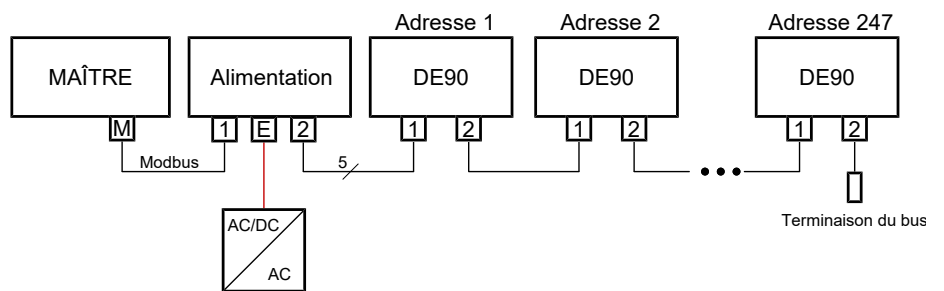 Adresse 1 Adresse 2 Adresse 247
MAÎTRE Alimentation DE90 DE90 DE90
M 1 E 2 1 2 1 2 1 2
Modbus 5
AC/DC
AC
Terminaison du bus